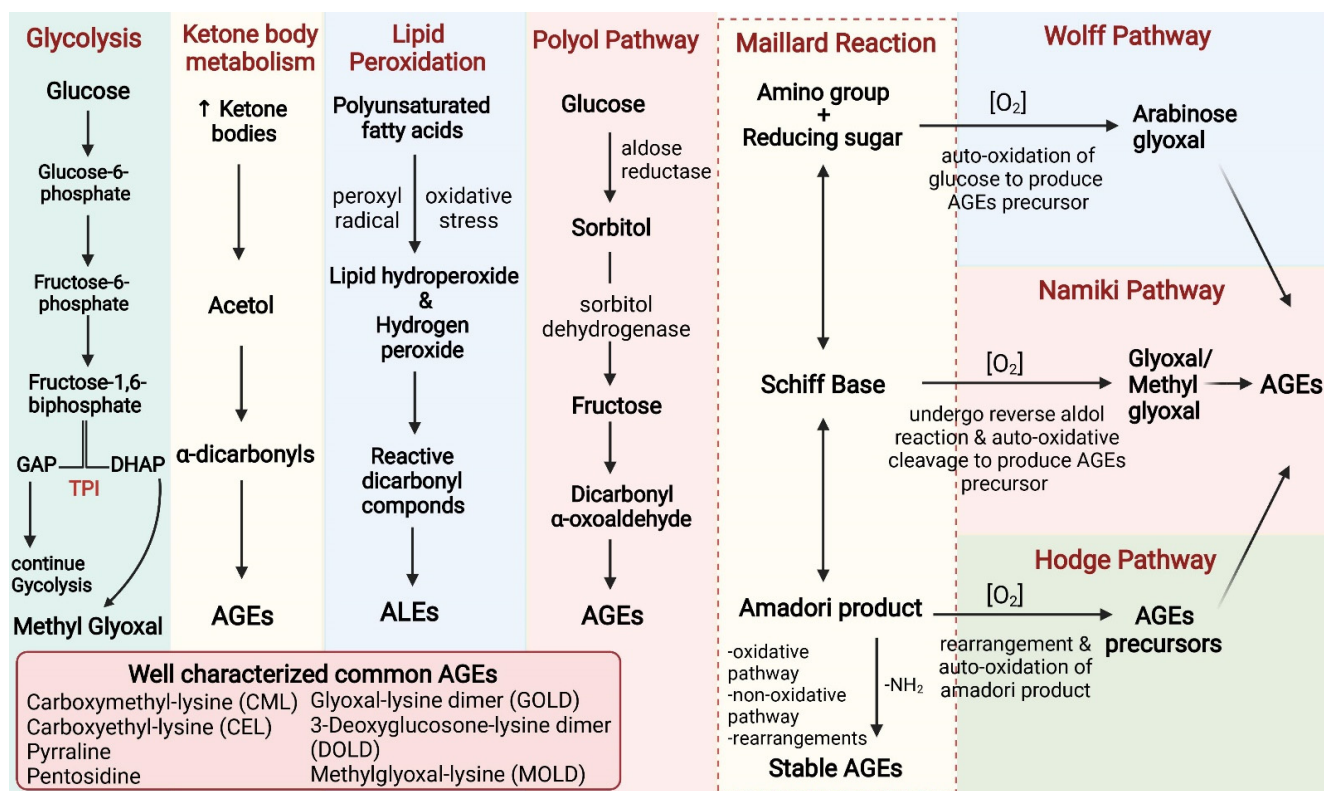 Glycolysis
Glucose
Glucose-6-
phosphate
Fructose-6-
phosphate
Fructose-1,6-
biphosphate
GAP
DHAP
TPI
continue
Gycolysis
Methyl Glyoxal
Ketone body
metabolism
↑ Ketone
bodies
Acetol
α-dicarbonyls
AGEs
Lipid
Peroxidation
Polyunsaturated
fatty acids
peroxyl
radical
oxidative
stress
Lipid hydroperoxide
&
Hydrogen
peroxide
Reactive
dicarbonyl
componds
ALEs
Polyol Pathway
Glucose
aldose
reductase
Sorbitol
sorbitol
dehydrogenase
Fructose
Dicarbonyl
α-oxoaldehyde
AGEs
Maillard Reaction
Amino group
+
Reducing sugar
Schiff Base
Amadori product
-oxidative
pathway
-non-oxidative
pathway
-rearrangements
-NH₂
Stable AGEs
Wolff Pathway
[O₂]
auto-oxidation of
glucose to produce
AGEs precursor
Arabinose
glyoxal
Namiki Pathway
[O₂]
undergo reverse aldol
reaction & auto-oxidative
cleavage to produce AGEs
precursor
Glyoxal/
Methyl
glyoxal
AGEs
Hodge Pathway
[O₂]
rearrangement &
auto-oxidation of
amadori product
AGEs
precursors
Well characterized common AGEs
Carboxymethyl-lysine (CML)
Carboxyethyl-lysine (CEL)
Pyrraline
Pentosidine
Glyoxal-lysine dimer (GOLD)
3-Deoxyglucosone-lysine dimer
(DOLD)
Methylglyoxal-lysine (MOLD)